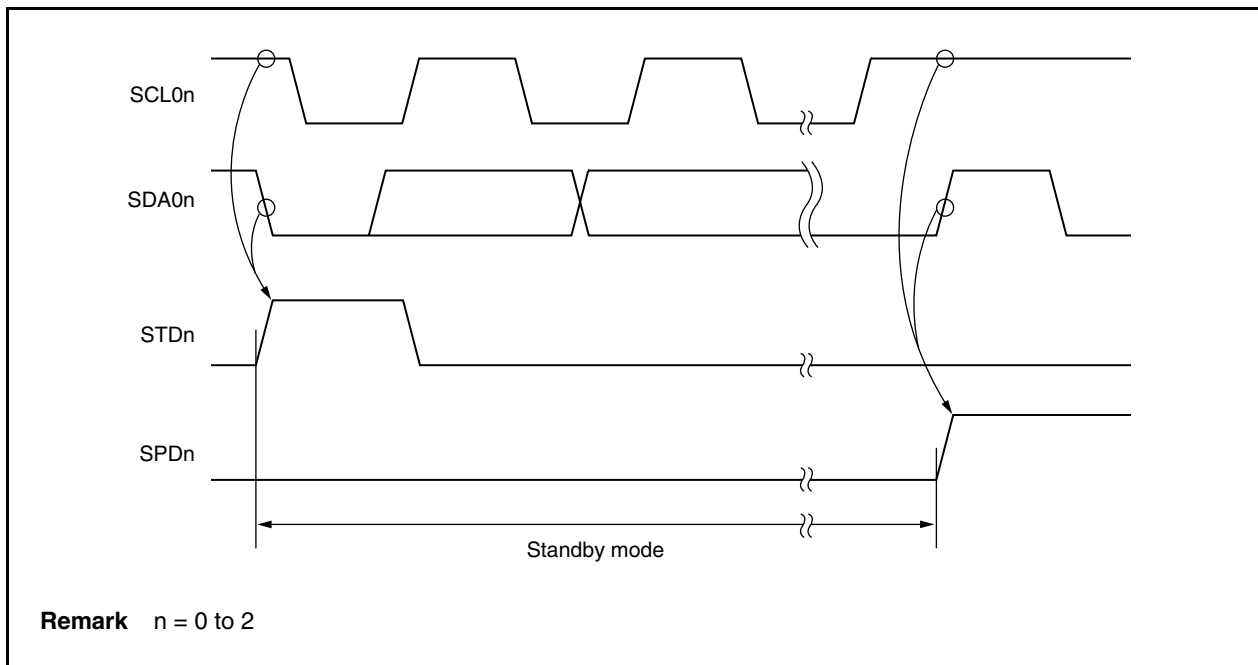 SCL0n
SDA0n
STDn
SPDn
Standby mode
Remark n = 0 to 2